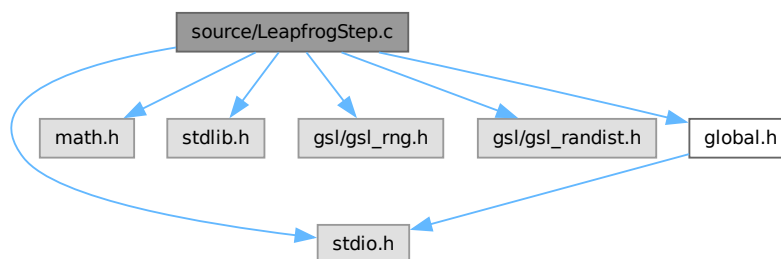 source/LeapfrogStep.c
math.h
stdlib.h
gsl/gsl_rng.h
gsl/gsl_randist.h
global.h
stdio.h